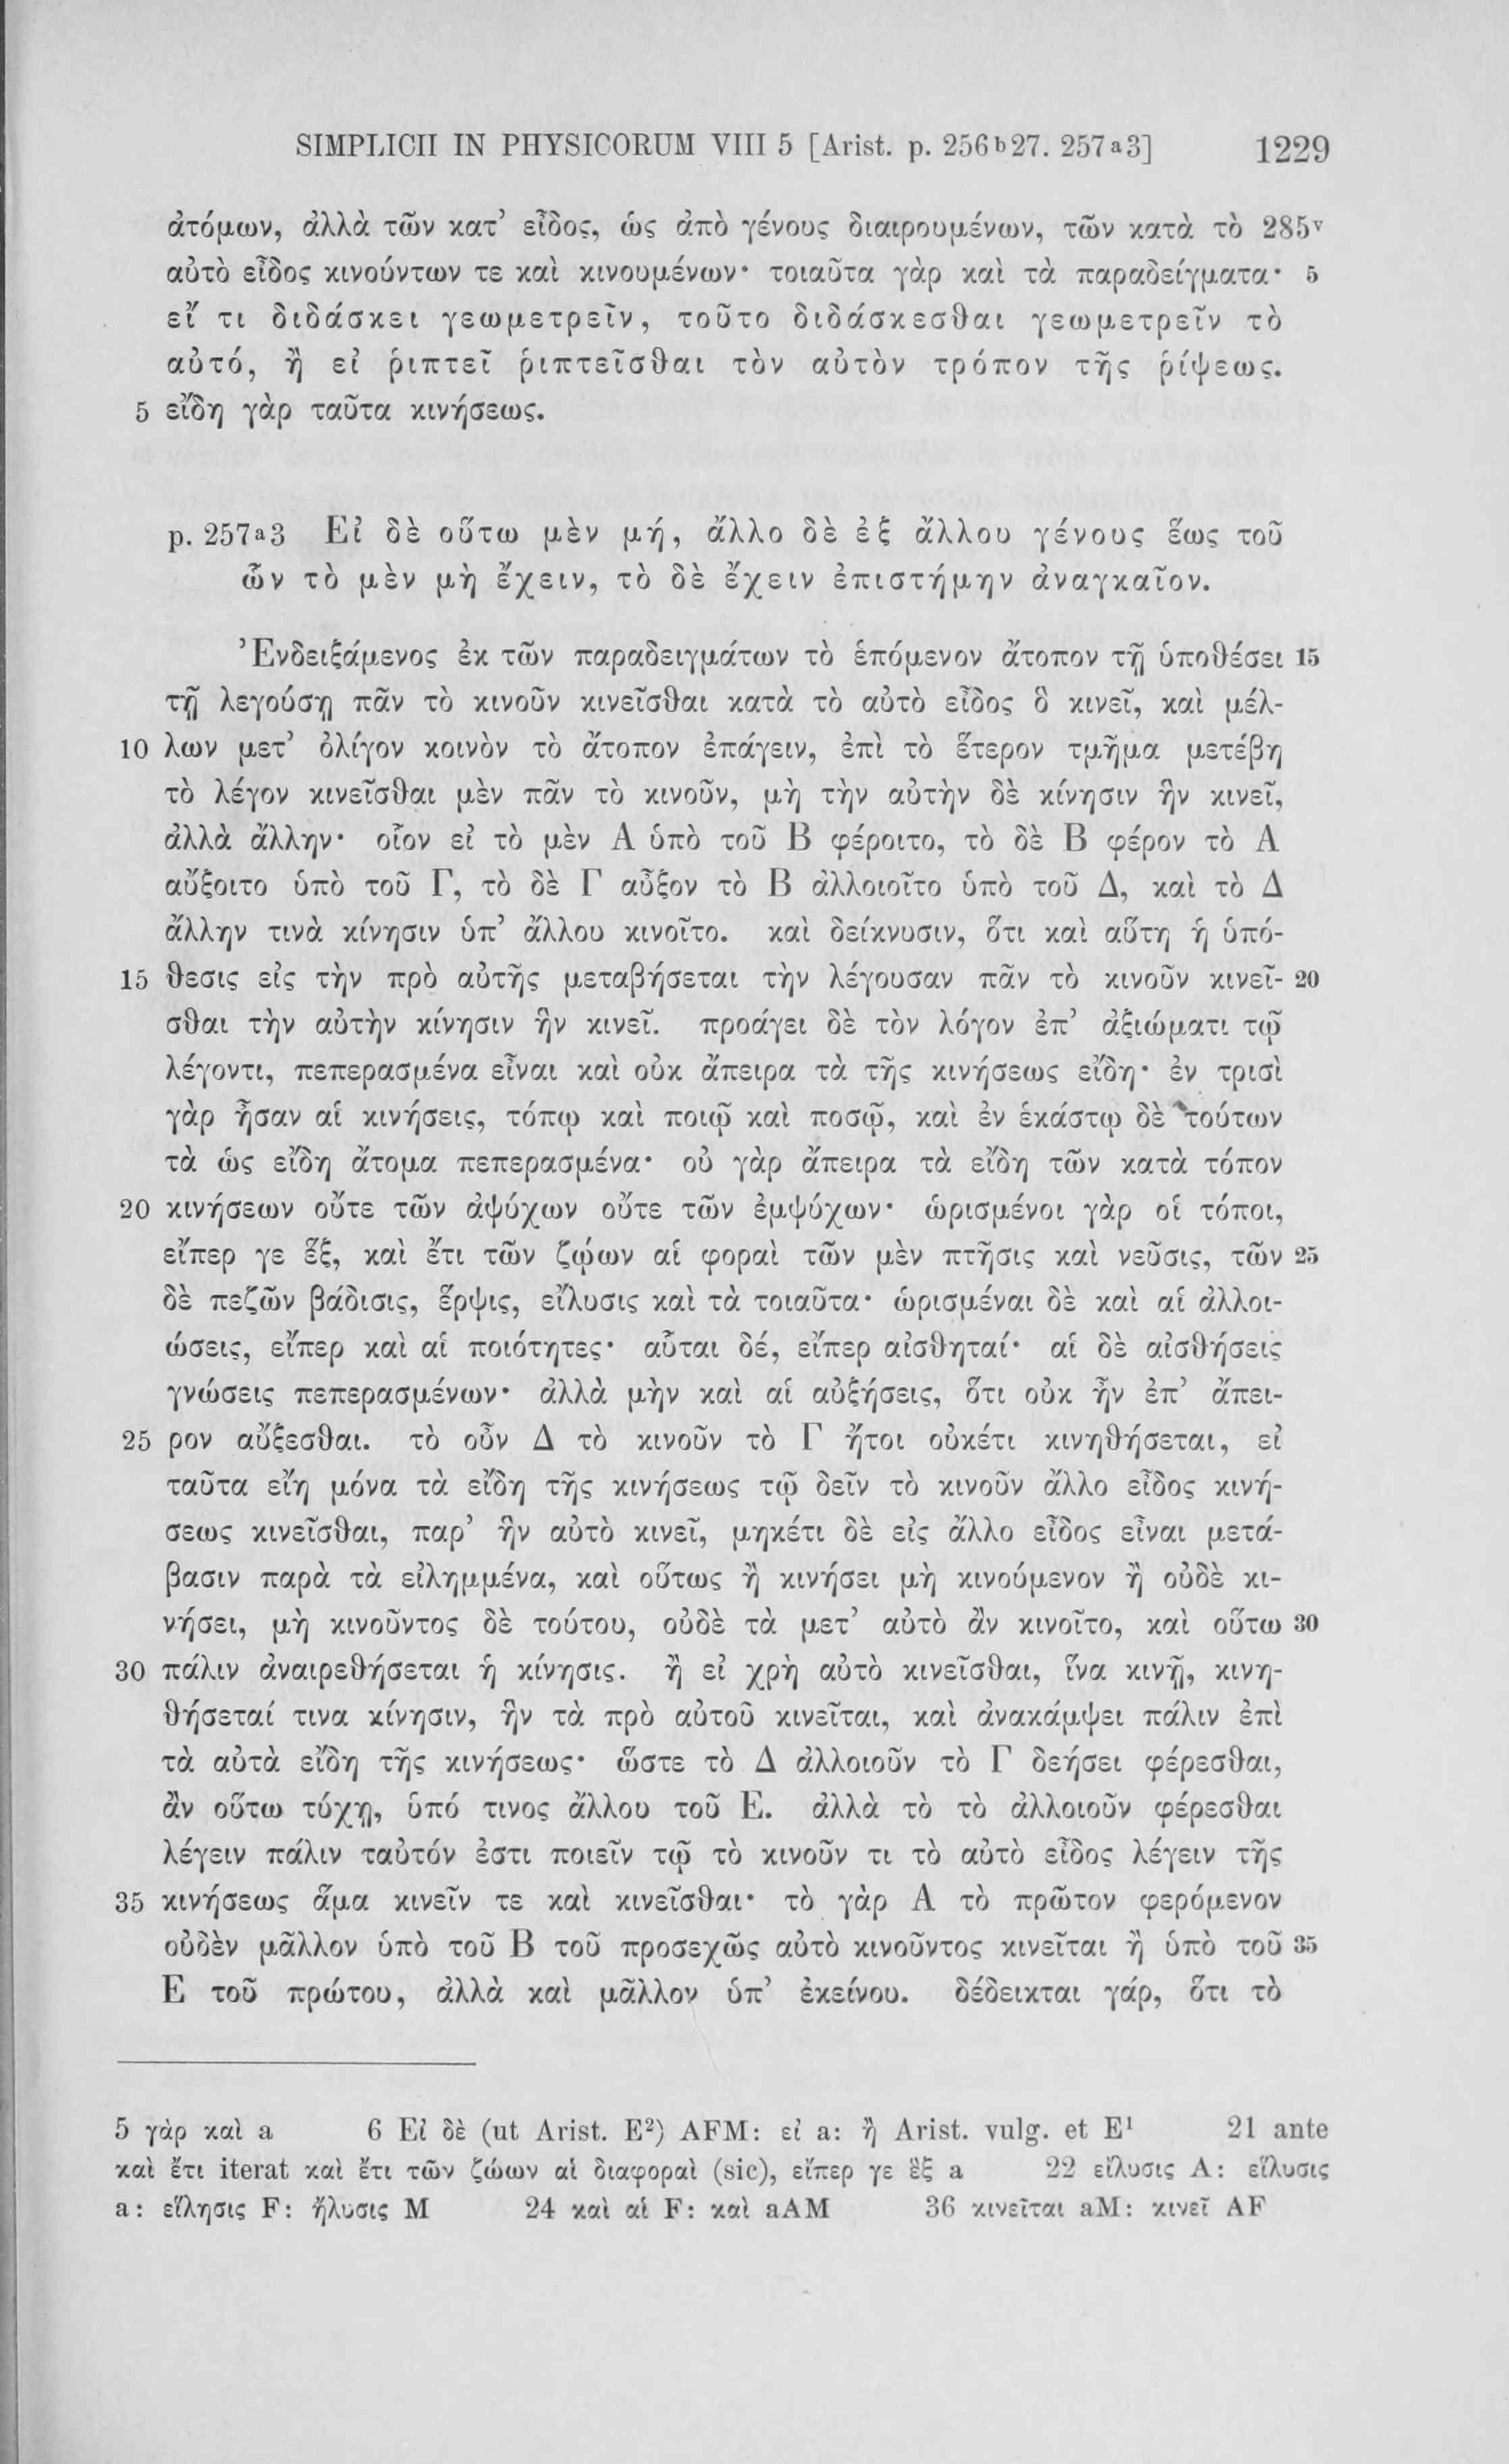 SIMPLICII IN PHYSICORUM VIII 5 [Arist. p. 256b27. 257a3] 1229
ἀτόμων, ἀλλὰ τῶν κατ’ εἶδος, ὡς ἀπὸ γένους διαιρουμένων, τῶν κατὰ τὸ 285v
αὐτὸ εἶδος κινούντων τε καὶ κινουμένων· τοιαῦτα γὰρ καὶ τὰ παραδείγματα· 5
εἴ τι διδάσκει γεωμετρεῖν, τοῦτο διδάσκεσθαι γεωμετρεῖν τὸ
αὐτό, ἢ εἰ ῥιπτεῖ ῥιπτεῖσθαι τὸν αὐτὸν τρόπον τῆς ῥίψεως.
5 εἴδη γὰρ ταῦτα κινήσεως.
p. 257a3 Εἰ δὲ οὕτω μὲν μή, ἄλλο δὲ ἐξ ἄλλου γένους ἕως τοῦ
ὧν τὸ μὲν μὴ ἔχειν, τὸ δὲ ἔχειν ἐπιστήμην ἀναγκαῖον.
Ἐνδειξάμενος ἐκ τῶν παραδειγμάτων τὸ ἑπόμενον ἄτοπον τῇ ὑποθέσει 15
τῇ λεγούσῃ πᾶν τὸ κινοῦν κινεῖσθαι κατὰ τὸ αὐτὸ εἶδος ὃ κινεῖ, καὶ μέλ-
10 λων μετ’ ὀλίγον κοινὸν τὸ ἄτοπον ἐπάγειν, ἐπὶ τὸ ἕτερον τμῆμα μετέβη
τὸ λέγον κινεῖσθαι μὲν πᾶν τὸ κινοῦν, μὴ τὴν αὐτὴν δὲ κίνησιν ἣν κινεῖ,
ἀλλὰ ἄλλην· οἷον εἰ τὸ μὲν Α ὑπὸ τοῦ Β φέροιτο, τὸ δὲ Β φέρον τὸ Α
αὔξοιτο ὑπὸ τοῦ Γ, τὸ δὲ Γ αὖξον τὸ Β ἀλλοιοῖτο ὑπὸ τοῦ Δ, καὶ τὸ Δ
ἄλλην τινὰ κίνησιν ὑπ’ ἄλλου κινοῖτο. καὶ δείκνυσιν, ὅτι καὶ αὕτη ἡ ὑπό-
15 θεσις εἰς τὴν πρὸ αὐτῆς μεταβήσεται τὴν λέγουσαν πᾶν τὸ κινοῦν κινεῖ- 20
σθαι τὴν αὐτὴν κίνησιν ἣν κινεῖ. προάγει δὲ τὸν λόγον ἐπ’ ἀξιώματι τῷ
λέγοντι, πεπερασμένα εἶναι καὶ οὐκ ἄπειρα τὰ τῆς κινήσεως εἴδη· ἐν τρισὶ
γὰρ ἦσαν αἱ κινήσεις, τόπῳ καὶ ποιῷ καὶ ποσῷ, καὶ ἐν ἑκάστῳ δὲ τούτων
τὰ ὡς εἴδη ἄτομα πεπερασμένα· οὐ γὰρ ἄπειρα τὰ εἴδη τῶν κατὰ τόπον
20 κινήσεων οὔτε τῶν ἀψύχων οὔτε τῶν ἐμψύχων· ὡρισμένοι γὰρ οἱ τόποι,
εἴπερ γε ἕξ, καὶ ἔτι τῶν ζῴων αἱ φοραὶ τῶν μὲν πτῆσις καὶ νεῦσις, τῶν 25
δὲ πεζῶν βάδισις, ἕρψις, εἴλυσις καὶ τὰ τοιαῦτα· ὡρισμέναι δὲ καὶ αἱ ἀλλοι-
ώσεις, εἴπερ καὶ αἱ ποιότητες· αὗται δέ, εἴπερ αἰσθηταί· αἱ δὲ αἰσθήσεις
γνώσεις πεπερασμένων· ἀλλὰ μὴν καὶ αἱ αὐξήσεις, ὅτι οὐκ ἦν ἐπ’ ἄπει-
25 ρον αὔξεσθαι. τὸ οὖν Δ τὸ κινοῦν τὸ Γ ἤτοι οὐκέτι κινηθήσεται, εἰ
ταῦτα εἴη μόνα τὰ εἴδη τῆς κινήσεως τῷ δεῖν τὸ κινοῦν ἄλλο εἶδος κινή-
σεως κινεῖσθαι, παρ’ ἣν αὐτὸ κινεῖ, μηκέτι δὲ εἰς ἄλλο εἶδος εἶναι μετά-
βασιν παρὰ τὰ εἰλημμένα, καὶ οὕτως ἢ κινήσει μὴ κινούμενον ἢ οὐδὲ κι-
νήσει, μὴ κινοῦντος δὲ τούτου, οὐδὲ τὰ μετ’ αὐτὸ ἂν κινοῖτο, καὶ οὕτω 30
30 πάλιν ἀναιρεθήσεται ἡ κίνησις. ἢ εἰ χρὴ αὐτὸ κινεῖσθαι, ἵνα κινῇ, κινη-
θήσεταί τινα κίνησιν, ἣν τὰ πρὸ αὐτοῦ κινεῖται, καὶ ἀνακάμψει πάλιν ἐπὶ
τὰ αὐτὰ εἴδη τῆς κινήσεως· ὥστε τὸ Δ ἀλλοιοῦν τὸ Γ δεήσει φέρεσθαι,
ἂν οὕτω τύχῃ, ὑπό τινος ἄλλου τοῦ Ε. ἀλλὰ τὸ τὸ ἀλλοιοῦν φέρεσθαι
λέγειν πάλιν ταὐτόν ἐστι ποιεῖν τῷ τὸ κινοῦν τι τὸ αὐτὸ εἶδος λέγειν τῆς
35 κινήσεως ἅμα κινεῖν τε καὶ κινεῖσθαι· τὸ γὰρ Α τὸ πρῶτον φερόμενον
οὐδὲν μᾶλλον ὑπὸ τοῦ Β τοῦ προσεχῶς αὐτὸ κινοῦντος κινεῖται ἢ ὑπὸ τοῦ 35
Ε τοῦ πρώτου, ἀλλὰ καὶ μᾶλλον ὑπ’ ἐκείνου. δέδεικται γάρ, ὅτι τὸ
5 γὰρ καὶ a 6 Εἰ δὲ (ut Arist. E²) AFM: εἰ a: ἢ Arist. vulg. et E¹ 21 ante
καὶ ἔτι iterat καὶ ἔτι τῶν ζώων αἱ διαφοραὶ (sic), εἴπερ γε ἓξ a 22 εἴλυσις A: εἵλυσις
a: εἵλησις F: ἤλυσις M 24 καὶ αἱ F: καὶ aAM 36 κινεῖται aM: κινεῖ AF